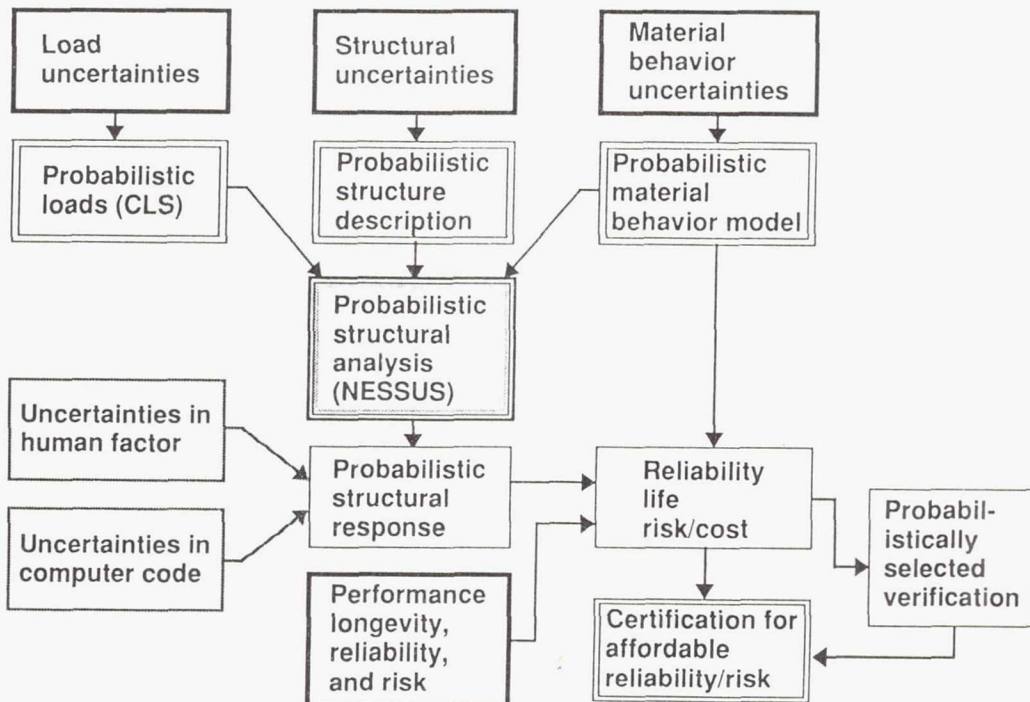 Load
uncertainties
Structural
uncertainties
Material
behavior
uncertainties
Probabilistic
loads (CLS)
Probabilistic
structure
description
Probabilistic
material
behavior model
Probabilistic
structural
analysis
(NESSUS)
Uncertainties in
human factor
Uncertainties in
computer code
Probabilistic
structural
response
Reliability
life
risk/cost
Probabil-
istically
selected
verification
Performance
longevity,
reliability,
and risk
Certification for
affordable
reliability/risk